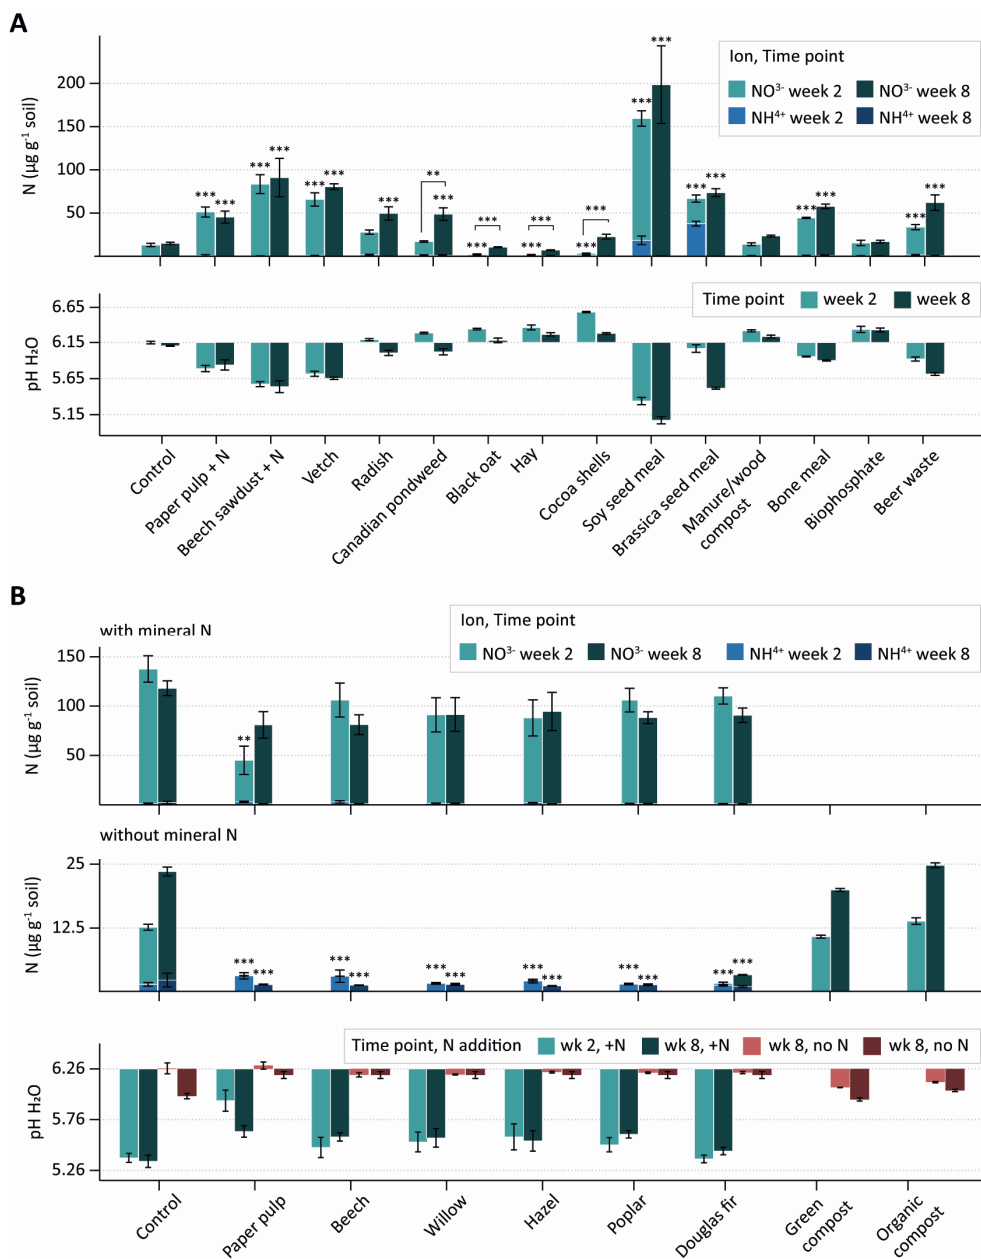 A
Ion, Time point
NO³⁻ week 2
NO³⁻ week 8
NH⁴⁺ week 2
NH⁴⁺ week 8
N (µg g⁻¹ soil)
200
150
100
50
*** *** *** *** *** *** *** ** *** *** *** *** *** *** *** *** *** *** *** *** *** *** *** ***
Time point
week 2
week 8
pH H₂O
6.65
6.15
5.65
5.15
Control
Paper pulp + N
Beech sawdust + N
Vetch
Radish
Canadian pondweed
Black oat
Hay
Cocoa shells
Soy seed meal
Brassica seed meal
Manure/wood
compost
Bone meal
Biophosphate
Beer waste
B
Ion, Time point
NO³⁻ week 2
NO³⁻ week 8
NH⁴⁺ week 2
NH⁴⁺ week 8
with mineral N
N (µg g⁻¹ soil)
150
100
50
**
without mineral N
N (µg g⁻¹ soil)
25
12.5
*** *** *** *** *** *** *** *** *** *** *** ***
Time point, N addition
wk 2, +N
wk 8, +N
wk 8, no N
wk 8, no N
pH H₂O
6.26
5.76
5.26
Control
Paper pulp
Beech
Willow
Hazel
Poplar
Douglas fir
Green
compost
Organic
compost